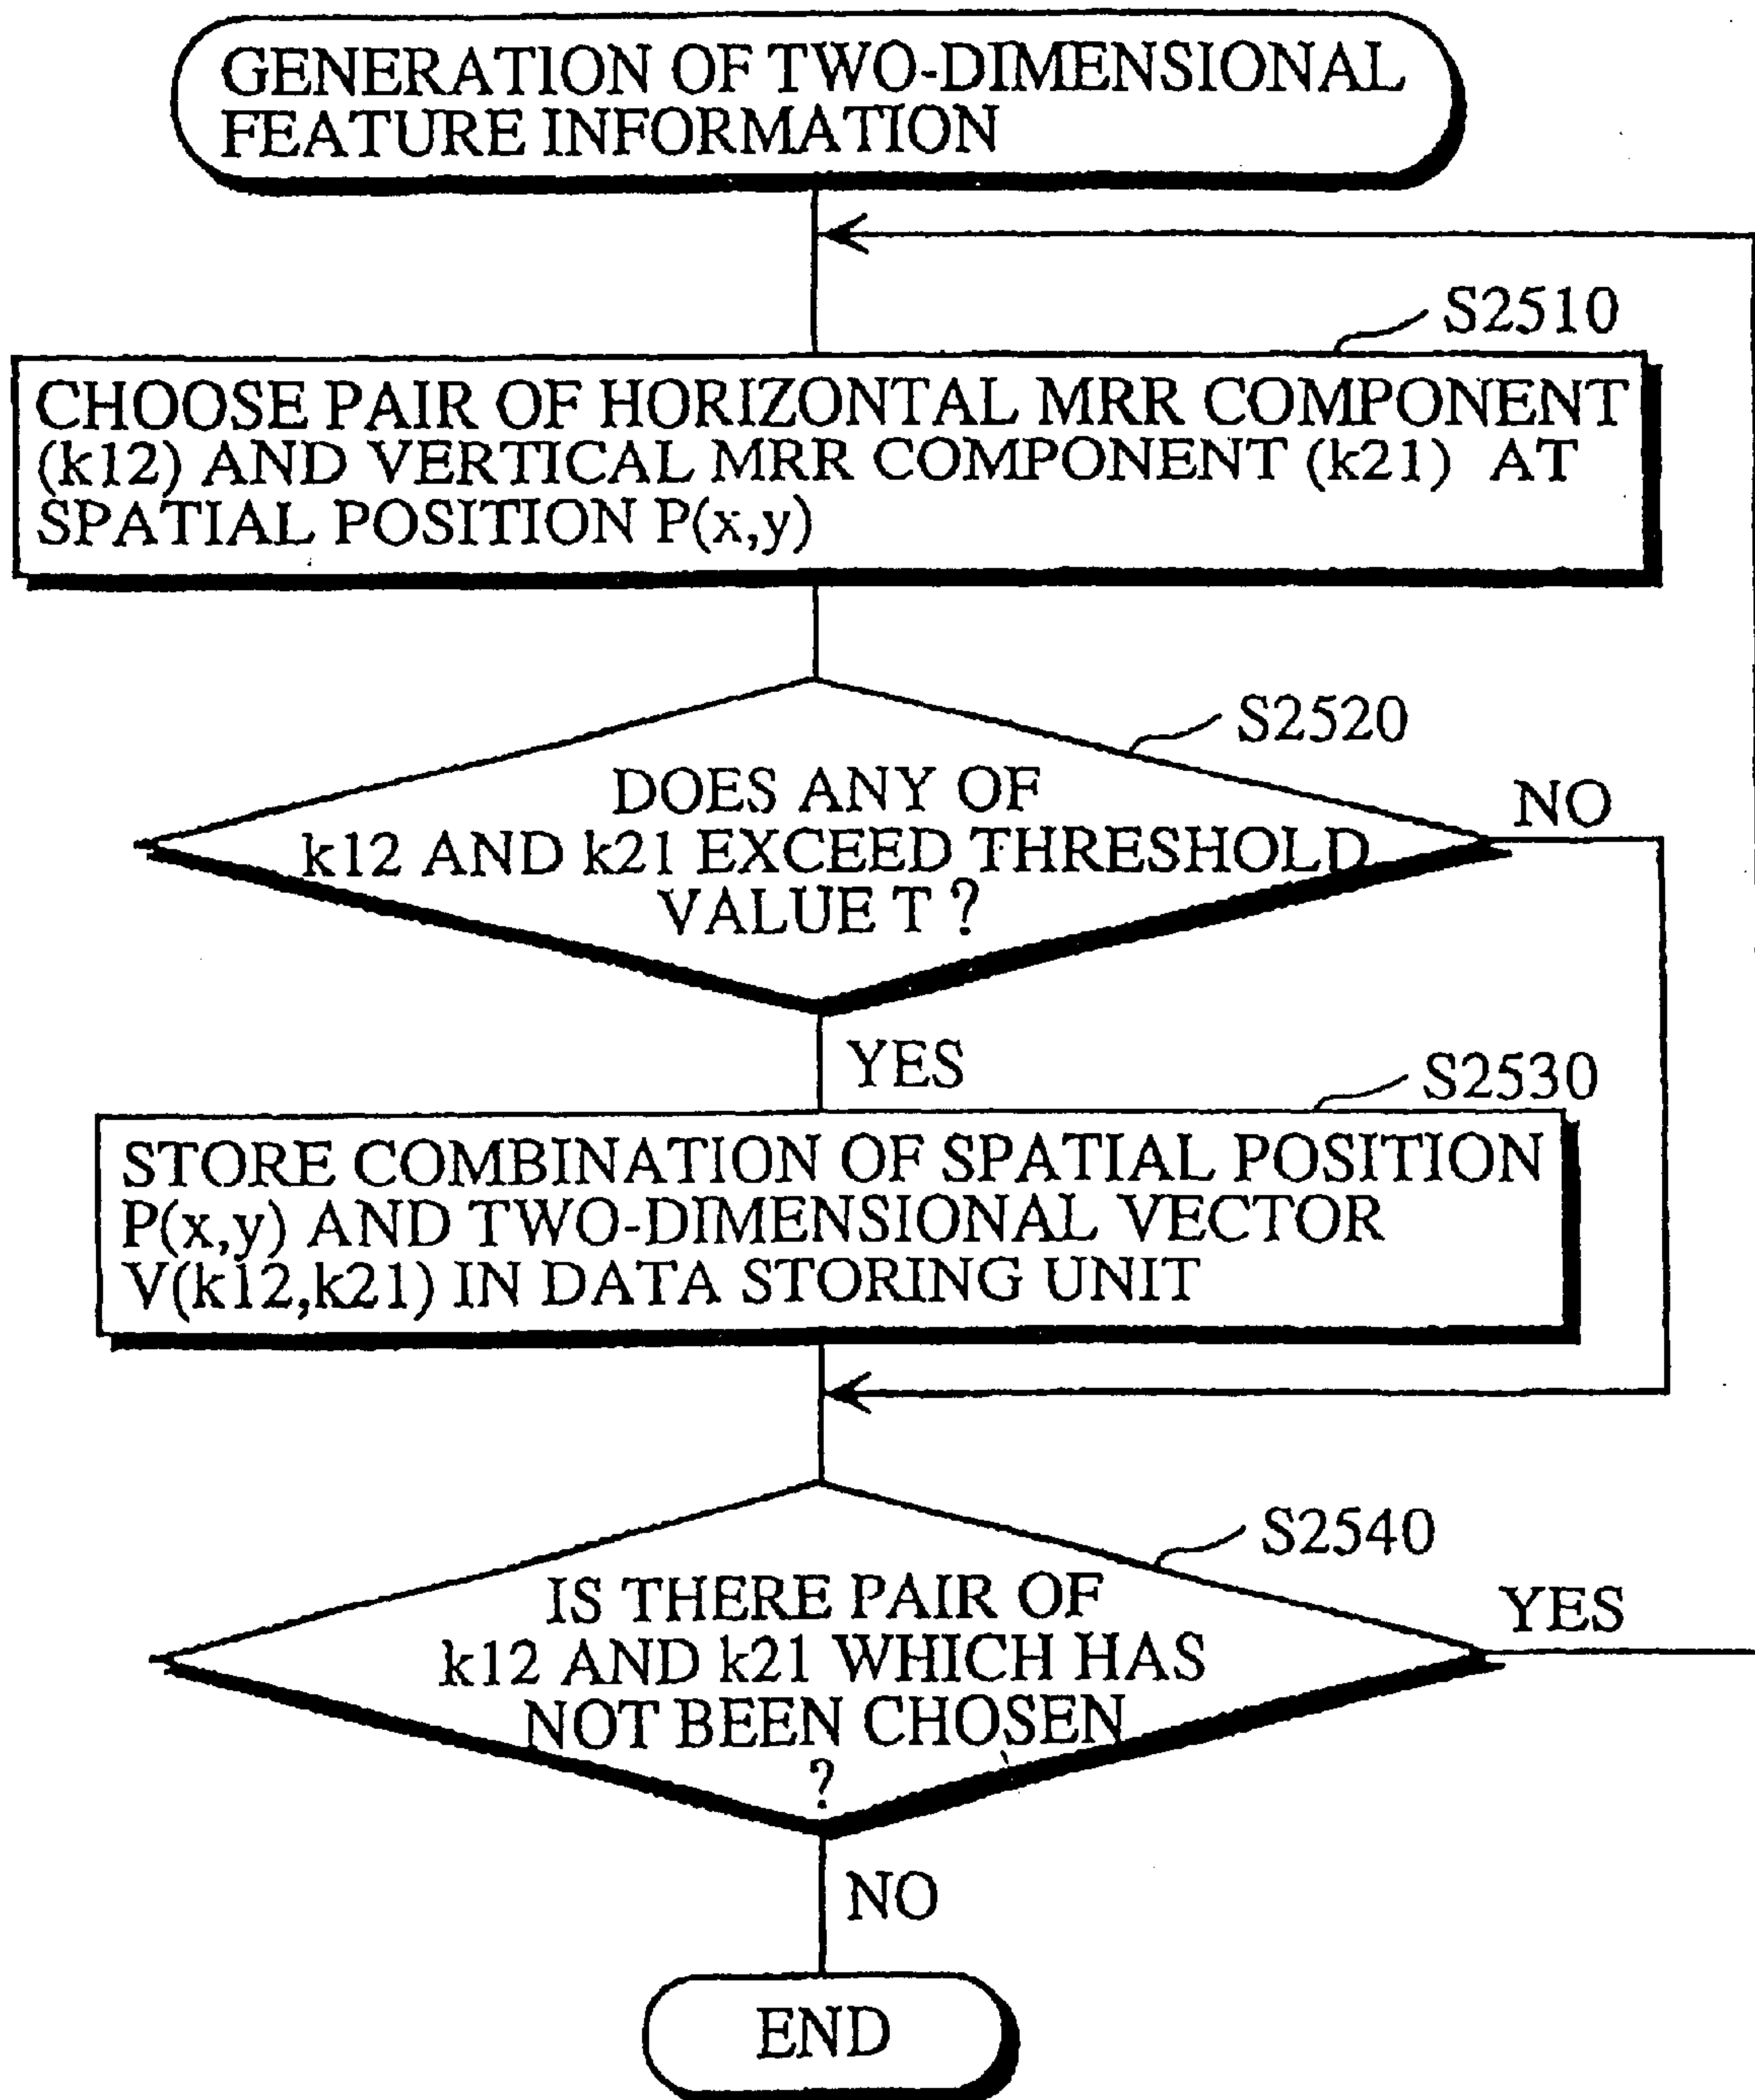 GENERATION OF TWO-DIMENSIONAL
FEATURE INFORMATION
S2510
CHOOSE PAIR OF HORIZONTAL MRR COMPONENT
(k12) AND VERTICAL MRR COMPONENT (k21) AT
SPATIAL POSITION P(x,y)
S2520
DOES ANY OF
k12 AND k21 EXCEED THRESHOLD
VALUE T ?
NO
YES
S2530
STORE COMBINATION OF SPATIAL POSITION
P(x,y) AND TWO-DIMENSIONAL VECTOR
V(k12,k21) IN DATA STORING UNIT
S2540
IS THERE PAIR OF
k12 AND k21 WHICH HAS
NOT BEEN CHOSEN
?
YES
NO
END